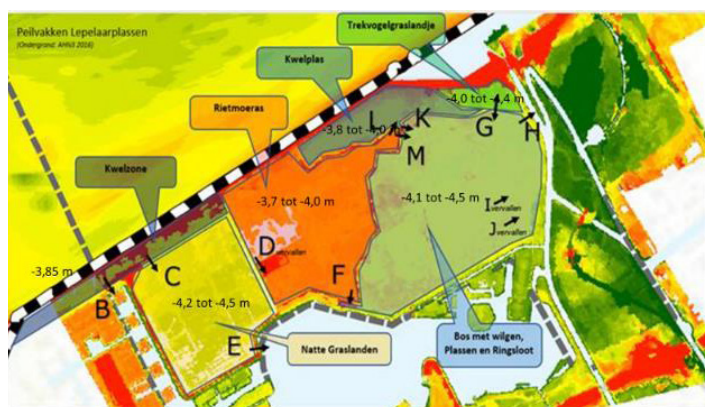 Peilvakken Lepelaarplassen
(Ondergrond: AHN3 2016)
Trekvogelgraslandje
Kwelplas
Rietmoeras
Kwelzone
-4,0 tot -4,4 m
-3,8 tot -4,0 m
L K
M
G
H
-3,7 tot -4,0 m
-4,1 tot -4,5 m
I vervallen
J vervallen
D vervallen
-3,85 m
B
C
F
-4,2 tot -4,5 m
E
Natte Graslanden
Bos met wilgen,
Plassen en Ringsloot